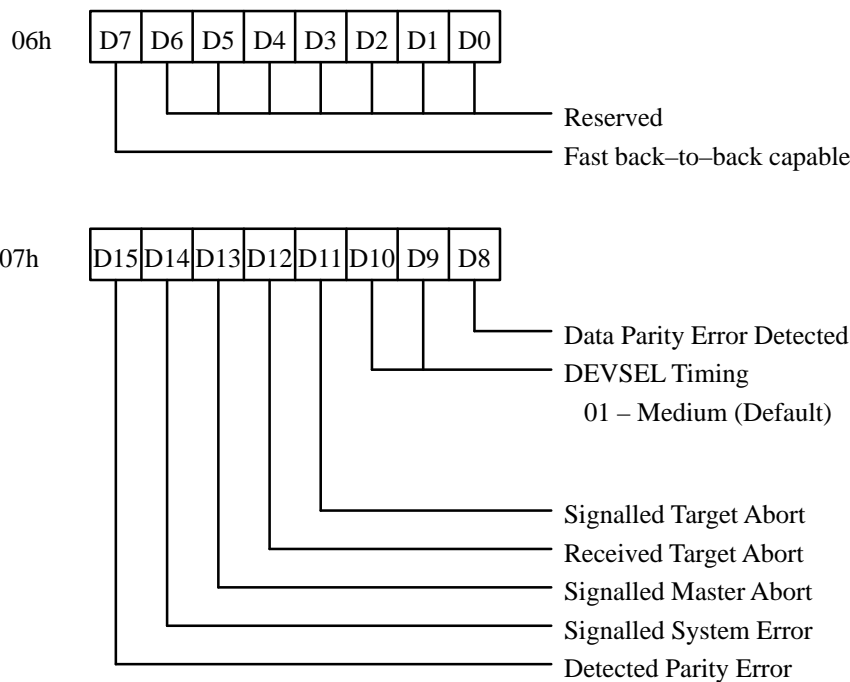 06h D7 D6 D5 D4 D3 D2 D1 D0
Reserved
Fast back–to–back capable
07h D15 D14 D13 D12 D11 D10 D9 D8
Data Parity Error Detected
DEVSEL Timing
01 – Medium (Default)
Signalled Target Abort
Received Target Abort
Signalled Master Abort
Signalled System Error
Detected Parity Error